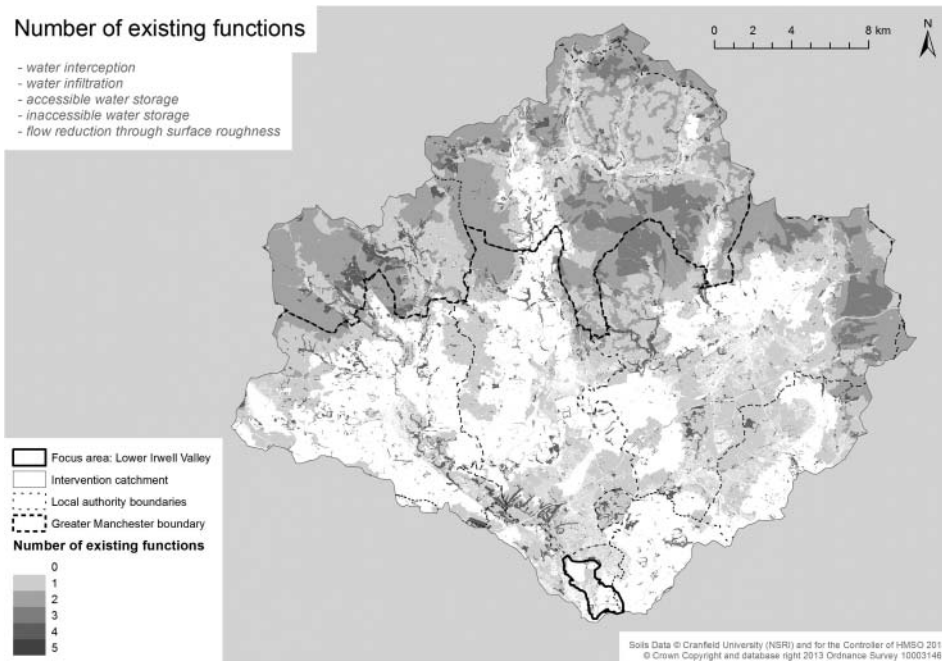 Number of existing functions
- water interception
- water infiltration
- accessible water storage
- inaccessible water storage
- flow reduction through surface roughness
0 2 4 8 km
N
Focus area: Lower Irwell Valley
Intervention catchment
Local authority boundaries
Greater Manchester boundary
Number of existing functions
0
1
2
3
4
5
Soils Data © Cranfield University (NSRI) and for the Controller of HMSO 201
© Crown Copyright and database right 2013 Ordnance Survey 10003146